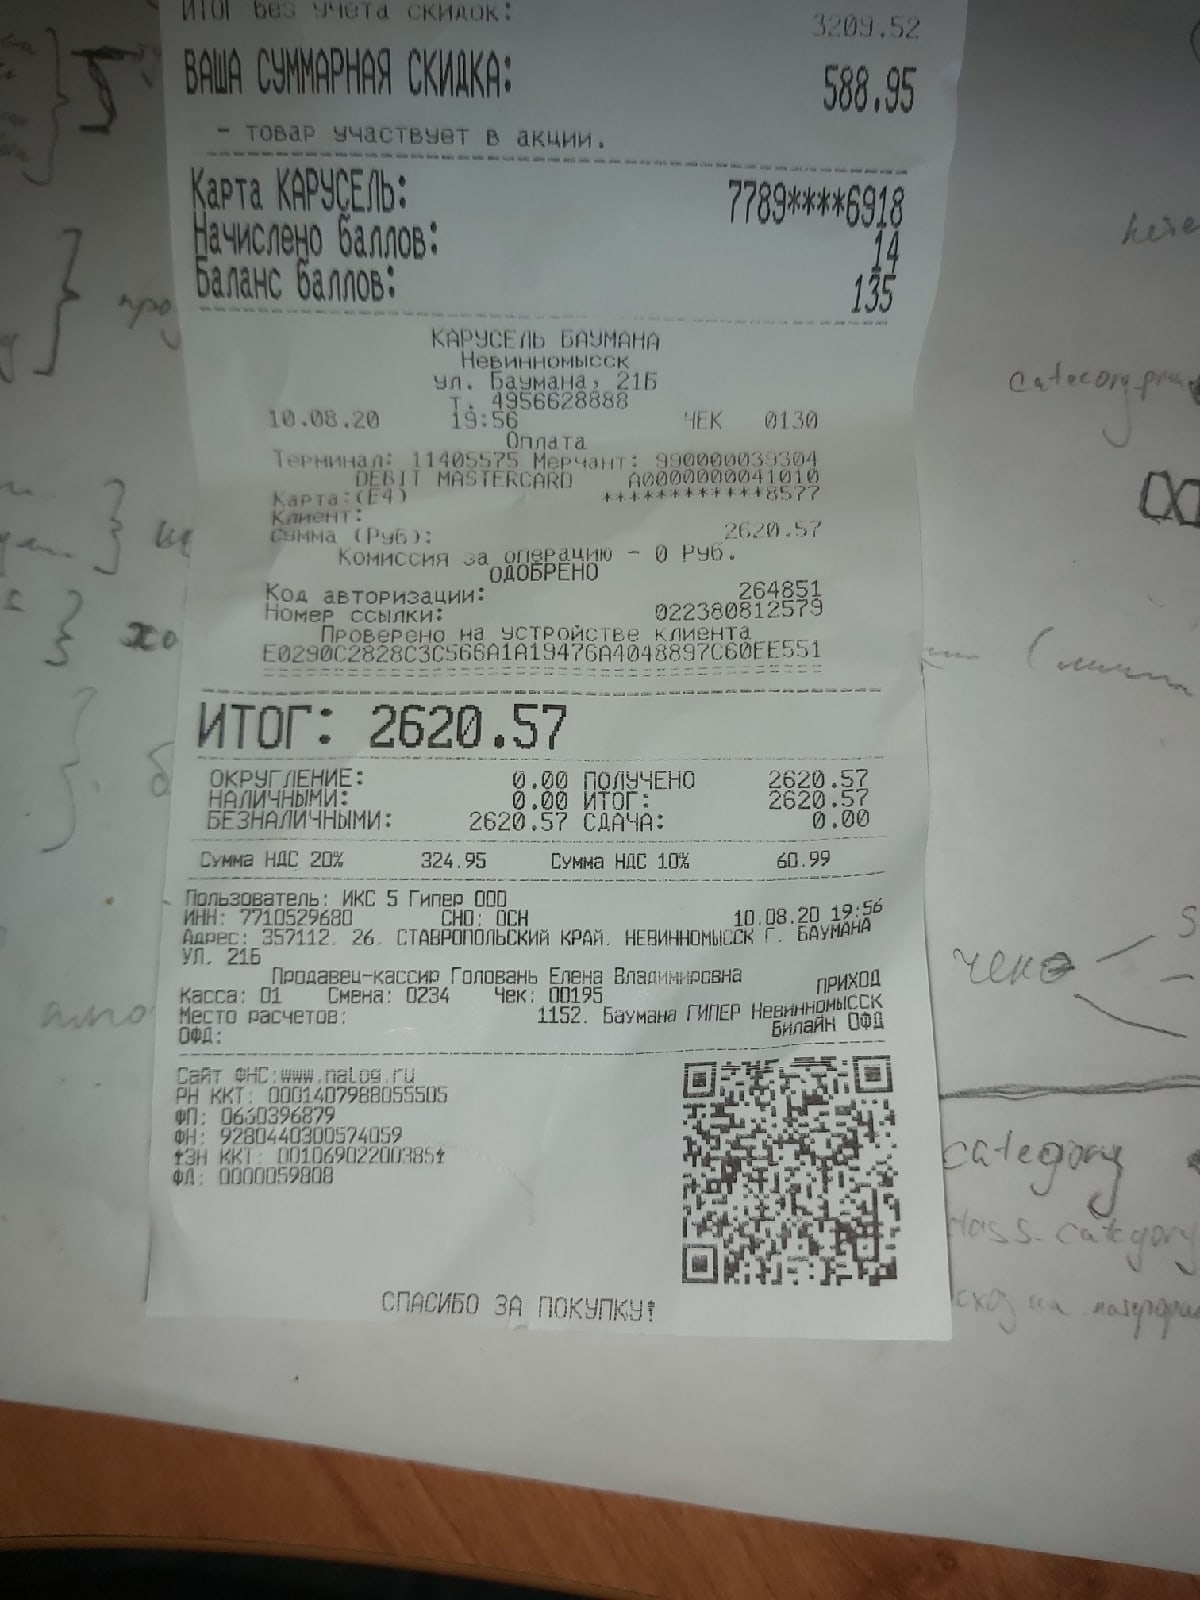 ИТОГ без учета скидок: 3209.52
ВАША СУММАРНАЯ СКИДКА: 588.95
- товар участвует в акции.
Карта КАРУСЕЛЬ: 7789****6918
Начислено баллов: 14
Баланс баллов: 135
КАРУСЕЛЬ БАУМАНА
Невинномысск
ул. Баумана, 21Б
Т. 4956628888
10.08.20 19:56 ЧЕК 0130
Оплата
Терминал: 11405575 Мерчант: 990000039304
DEBIT MASTERCARD A0000000041010
Карта:(E4) ************8577
Клиент:
Сумма (Руб): 2620.57
Комиссия за операцию - 0 Руб.
ОДОБРЕНО
Код авторизации: 264851
Номер ссылки: 022380812579
Проверено на устройстве клиента
E0290C2828C3C566A1A19476A4048897C60EE551
ИТОГ: 2620.57
ОКРУГЛЕНИЕ: 0.00 ПОЛУЧЕНО 2620.57
НАЛИЧНЫМИ: 0.00 ИТОГ: 2620.57
БЕЗНАЛИЧНЫМИ: 2620.57 СДАЧА: 0.00
Сумма НДС 20% 324.95 Сумма НДС 10% 60.99
Пользователь: ИКС 5 Гипер ООО
ИНН: 7710529680 СНО: ОСН 10.08.20 19:56
Адрес: 357112, 26, СТАВРОПОЛЬСКИЙ КРАЙ, НЕВИННОМЫССК Г, БАУМАНА
УЛ, 21Б
Продавец-кассир Головань Елена Владимировна
ПРИХОД
Касса: 01 Смена: 0234 Чек: 00195
Место расчетов: 1152, Баумана ГИПЕР Невинномысск
ОФД: Билайн ОФД
Сайт ФНС:www.nalog.ru
РН ККТ: 0001407988055505
ФП: 0660396879
ФН: 9280440300574059
*ЗН ККТ: 00106902200385*
ФД: 0000059808
СПАСИБО ЗА ПОКУПКУ!
category
class.category